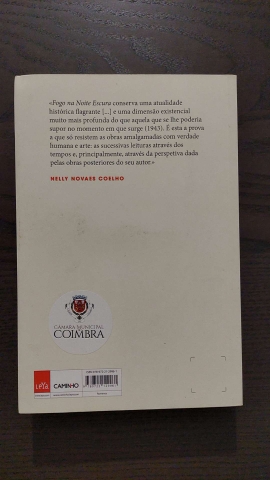 «Fogo na Noite Escura conserva uma atualidade
histórica flagrante [...] e uma dimensão existencial
muito mais profunda do que aquela que se lhe poderia
supor no momento em que surge (1943). É esta a prova
a que só resistem as obras amalgamadas com verdade
humana e arte: as sucessivas leituras através dos
tempos e, principalmente, através da perspetiva dada
pelas obras posteriores do seu autor.»
NELLY NOVAES COELHO
CÂMARA MUNICIPAL
COIMBRA
LeYa
CAMINHO